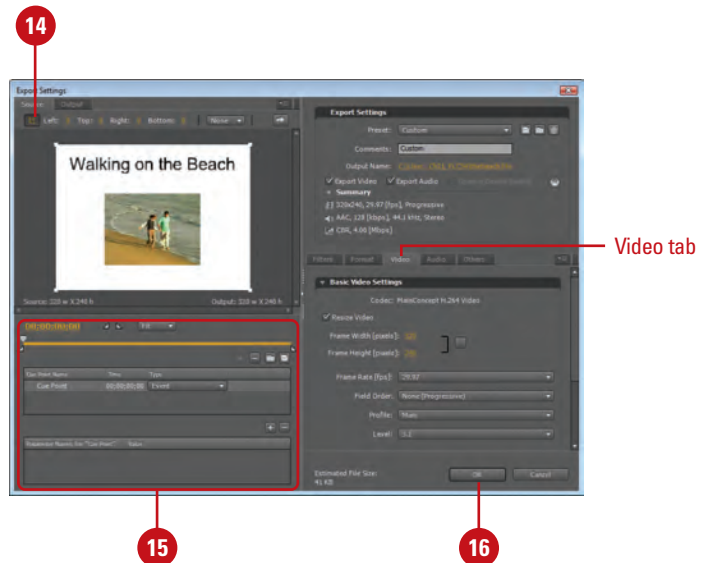 14
Export Settings
Source Output
Left: Top: Right: Bottom: None
Walking on the Beach
Source: 320 w X 240 h Output: 320 w X 240 h
00;00;00;00 Fit
Cue Point Name Time Type
Cue Point 00;00;00;00 Event
Export Settings
Preset: Custom
Comments: Custom
Output Name:
Export Video Export Audio
Summary
320x240, 29.97 [fps], Progressive
AAC, 128 [kbps], 44.1 kHz, Stereo
CBR, 4.00 [Mbps]
Filters Format Video Audio Others
Video tab
Basic Video Settings
Codec: MainConcept H.264 Video
Resize Video
Frame Width [pixels]: 320
Frame Height [pixels]: 240
Frame Rate [fps]: 29.97
Field Order: None (Progressive)
Profile: Main
Level: 5.1
Estimated File Size:
41 KB
OK Cancel
15
16